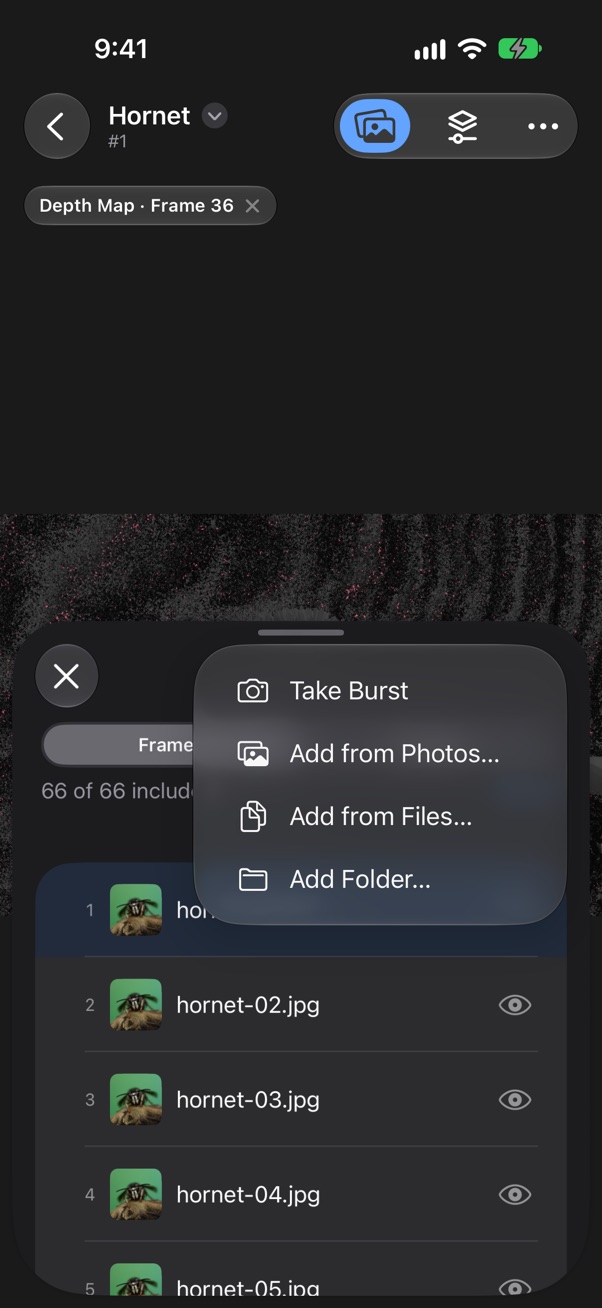 9:41
Hornet
#1
Depth Map · Frame 36
Take Burst
Add from Photos...
Frame
Add from Files...
66 of 66
Add Folder...
1
2 hornet-02.jpg
3 hornet-03.jpg
4 hornet-04.jpg
5 hornet-05.jpg